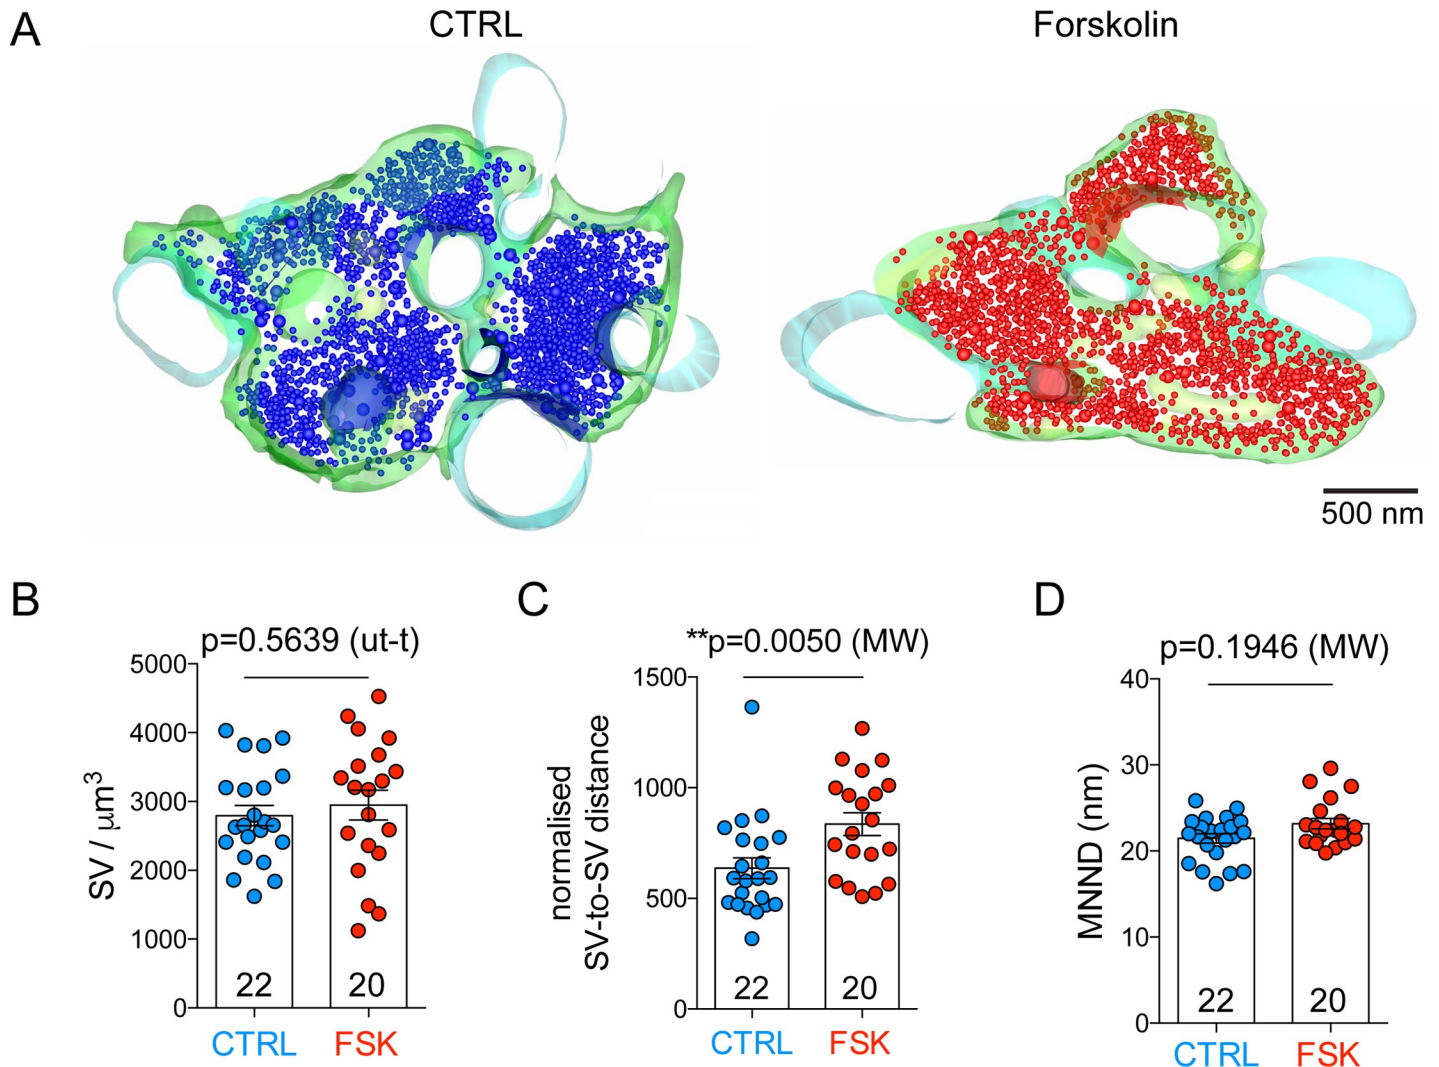 A
CTRL
Forskolin
500 nm
B
p=0.5639 (ut-t)
SV / μm³
5000
4000
3000
2000
1000
0
22
20
CTRL
FSK
C
**p=0.0050 (MW)
normalised
SV-to-SV distance
1500
1000
500
0
22
20
CTRL
FSK
D
p=0.1946 (MW)
MNND (nm)
40
30
20
10
0
22
20
CTRL
FSK